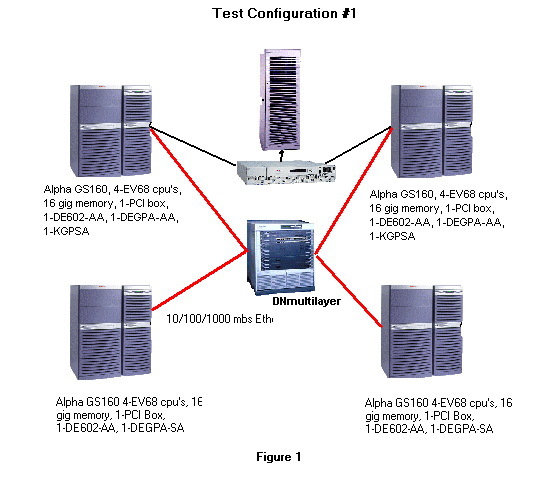 Test Configuration #1
Alpha GS160, 4-EV68 cpu's,
16 gig memory, 1-PCI box,
1-DE602-AA, 1-DEGPA-AA,
1-KGPSA
Alpha GS160, 4-EV68 cpu's,
16 gig memory, 1-PCI box,
1-DE602-AA, 1-DEGPA-AA,
1-KGPSA
DNmultilayer
10/100/1000 mbs Ethe
Alpha GS160 4-EV68 cpu's, 16
gig memory, 1-PCI Box,
1-DE602-AA, 1-DEGPA-SA
Alpha GS160 4-EV68 cpu's, 16
gig memory, 1-PCI Box,
1-DE602-AA, 1-DEGPA-SA
Figure 1